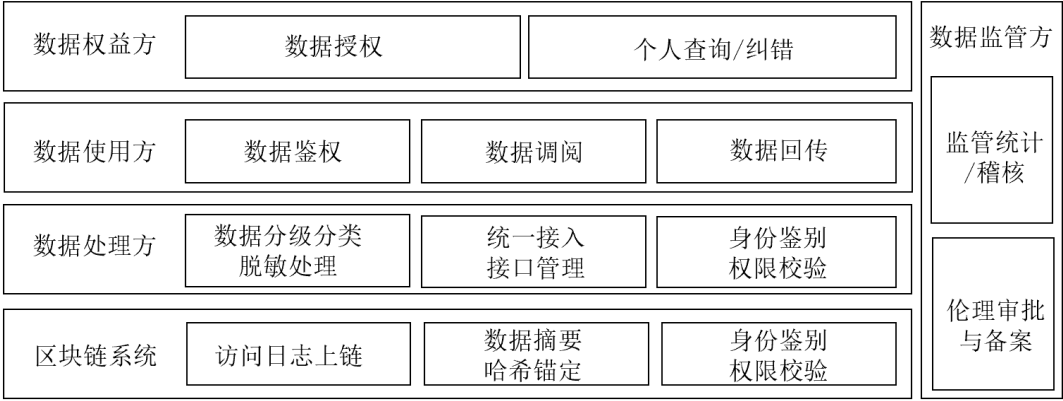 数据权益方
数据授权
个人查询/纠错
数据使用方
数据鉴权
数据调阅
数据回传
数据处理方
数据分级分类
脱敏处理
统一接入
接口管理
身份鉴别
权限校验
区块链系统
访问日志上链
数据摘要
哈希锚定
身份鉴别
权限校验
数据监管方
监管统计
/稽核
伦理审批
与备案